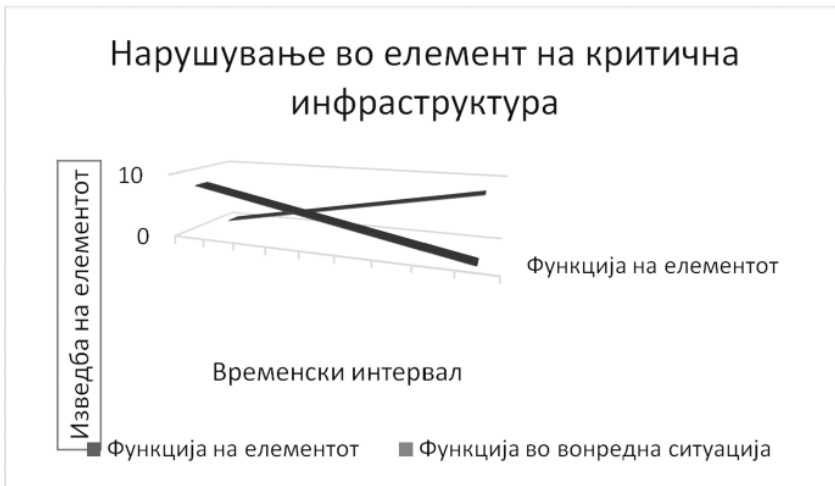 Нарушување во елемент на критична
инфраструктура
Изведба на елементот
10
0
Функција на елементот
Временски интервал
Функција на елементот
Функција во вонредна ситуација